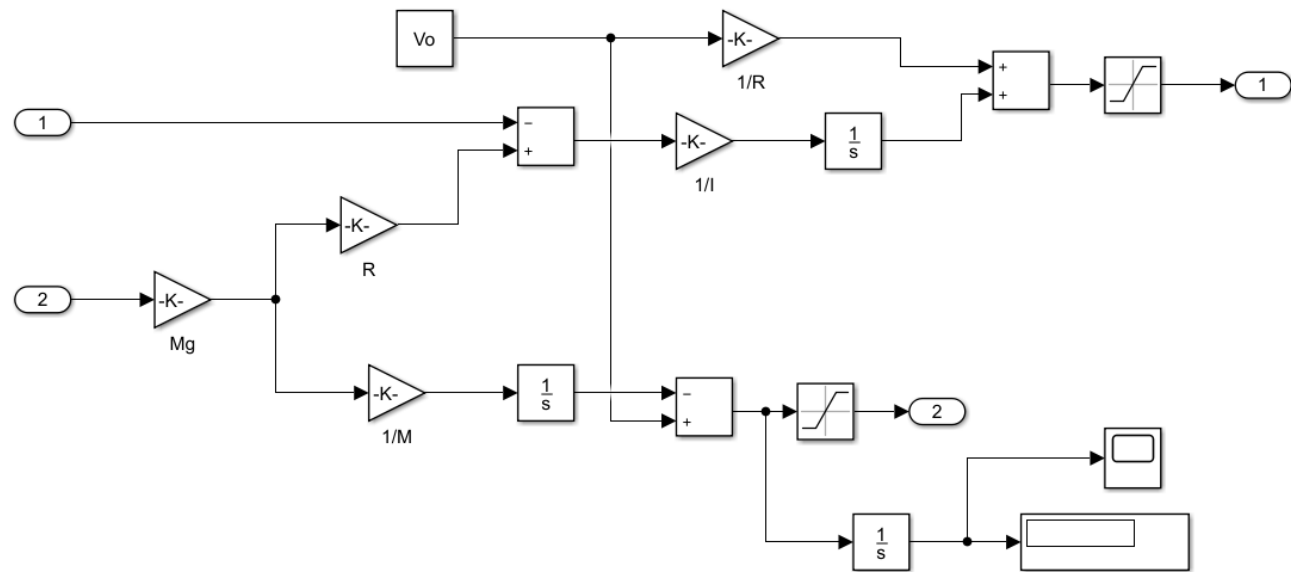 Vo
-K-
1/R
+
+
1
1
−
+
-K-
1/I
1
s
-K-
R
2
-K-
Mg
-K-
1/M
1
s
−
+
2
1
s